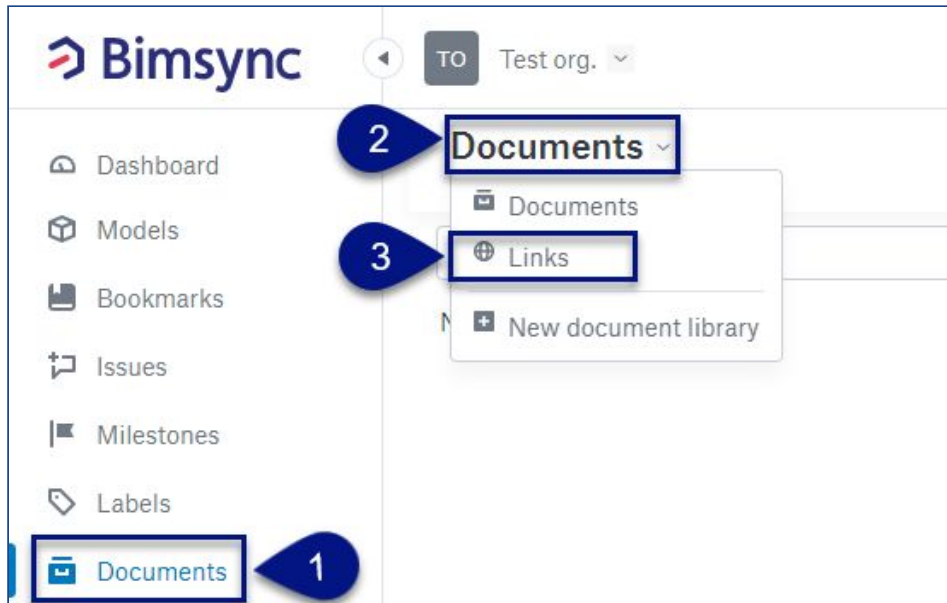 Bimsync
TO Test org.
2 Documents
Documents
3 Links
New document library
Dashboard
Models
Bookmarks
Issues
Milestones
Labels
Documents 1